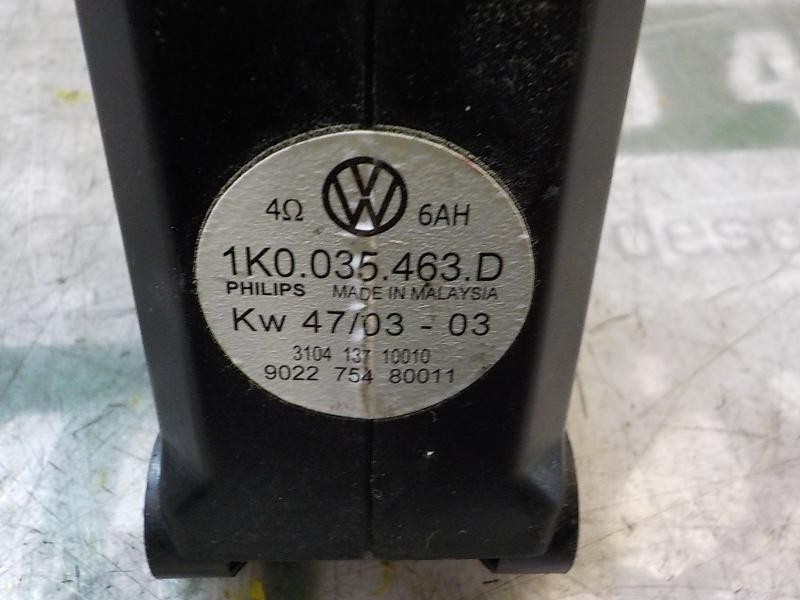 4Ω 6AH
1K0.035.463.D
PHILIPS MADE IN MALAYSIA
Kw 47/03 - 03
3104 137 10010
9022 754 80011